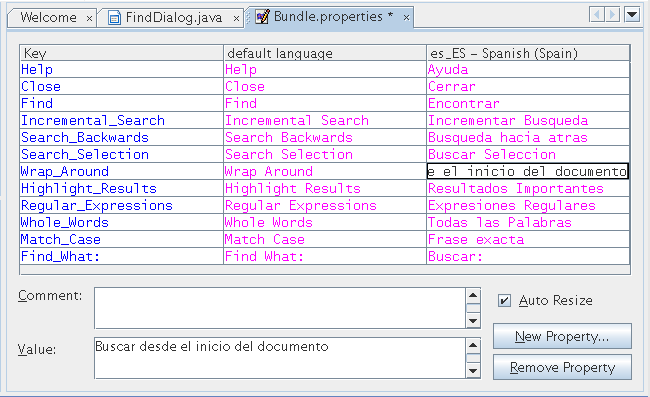 Welcome FindDialog.java Bundle.properties *
Key default language es_ES – Spanish (Spain)
Help Help Ayuda
Close Close Cerrar
Find Find Encontrar
Incremental_Search Incremental Search Incrementar Busqueda
Search_Backwards Search Backwards Busqueda hacia atras
Search_Selection Search Selection Buscar Seleccion
Wrap_Around Wrap Around e el inicio del documento
Highlight_Results Highlight Results Resultados Importantes
Regular_Expressions Regular Expressions Expresiones Regulares
Whole_Words Whole Words Todas las Palabras
Match_Case Match Case Frase exacta
Find_What: Find What: Buscar:
Comment:
Auto Resize
New Property...
Value: Buscar desde el inicio del documento
Remove Property